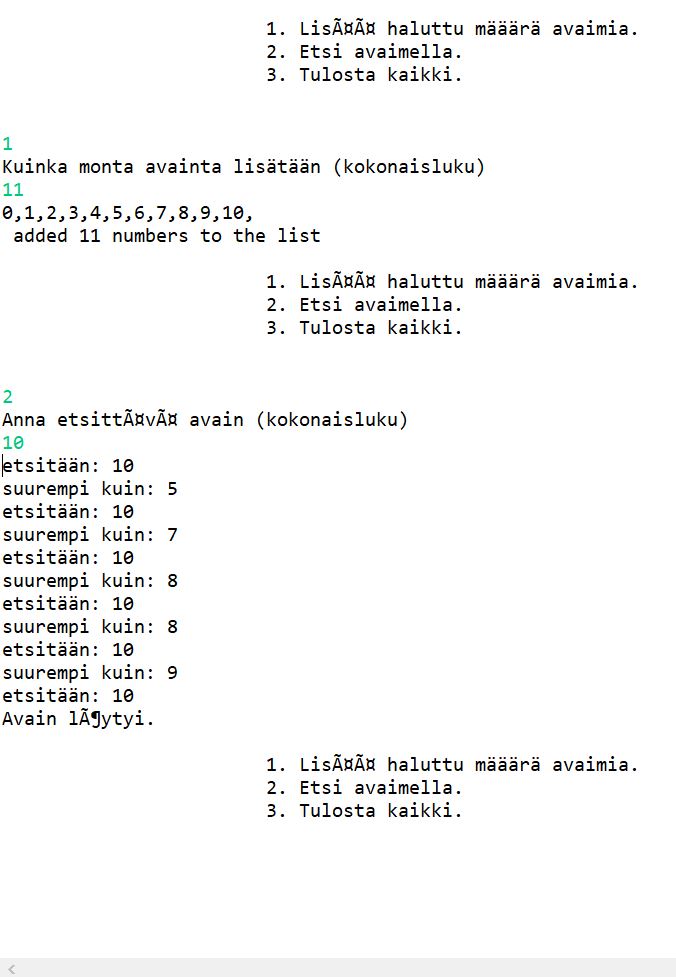 1. LisÃ¤Ã¤ haluttu määärä avaimia.
2. Etsi avaimella.
3. Tulosta kaikki.
1
Kuinka monta avainta lisätään (kokonaisluku)
11
0,1,2,3,4,5,6,7,8,9,10,
added 11 numbers to the list
1. LisÃ¤Ã¤ haluttu määärä avaimia.
2. Etsi avaimella.
3. Tulosta kaikki.
2
Anna etsittÃ¤vÃ¤ avain (kokonaisluku)
10
etsitään: 10
suurempi kuin: 5
etsitään: 10
suurempi kuin: 7
etsitään: 10
suurempi kuin: 8
etsitään: 10
suurempi kuin: 8
etsitään: 10
suurempi kuin: 9
etsitään: 10
Avain lÃ¶ytyi.
1. LisÃ¤Ã¤ haluttu määärä avaimia.
2. Etsi avaimella.
3. Tulosta kaikki.